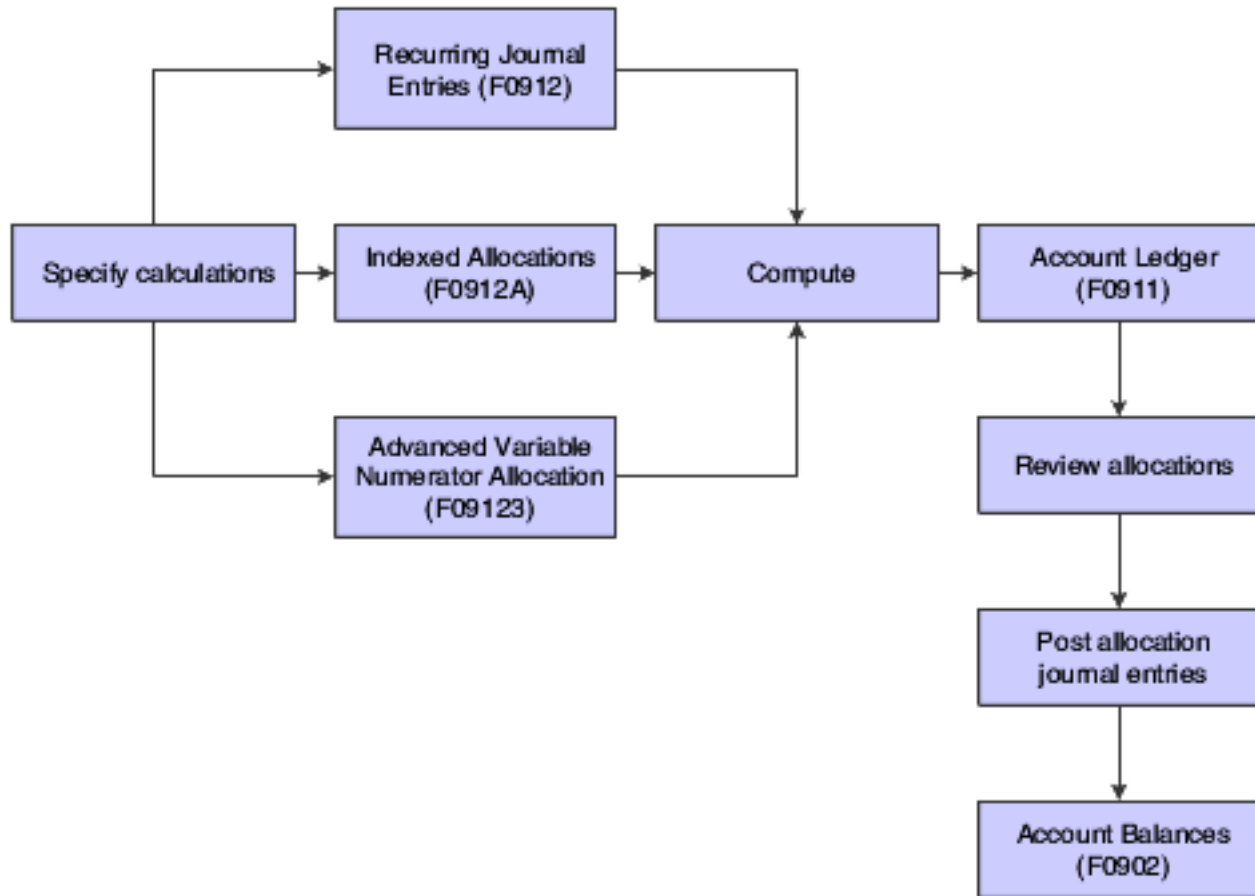 Recurring Journal
Entries (F0912)
Specify calculations
Indexed Allocations
(F0912A)
Compute
Account Ledger
(F0911)
Advanced Variable
Numerator Allocation
(F09123)
Review allocations
Post allocation
journal entries
Account Balances
(F0902)